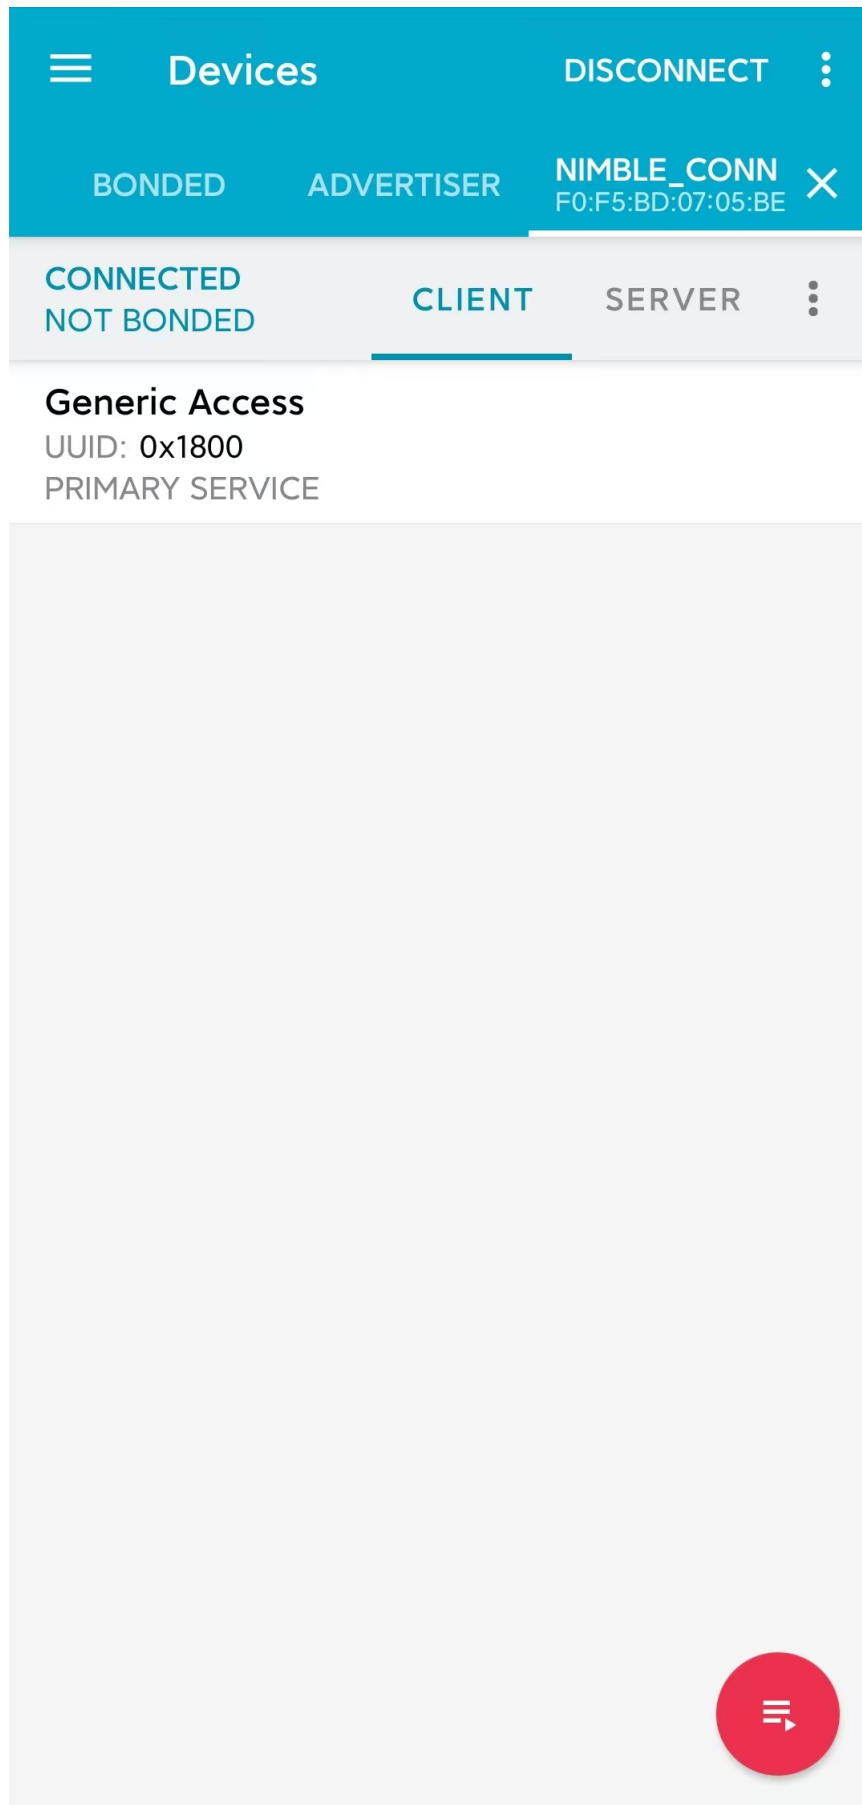 Devices
DISCONNECT
BONDED
ADVERTISER
NIMBLE_CONN
F0:F5:BD:07:05:BE
CONNECTED
NOT BONDED
CLIENT
SERVER
Generic Access
UUID: 0x1800
PRIMARY SERVICE